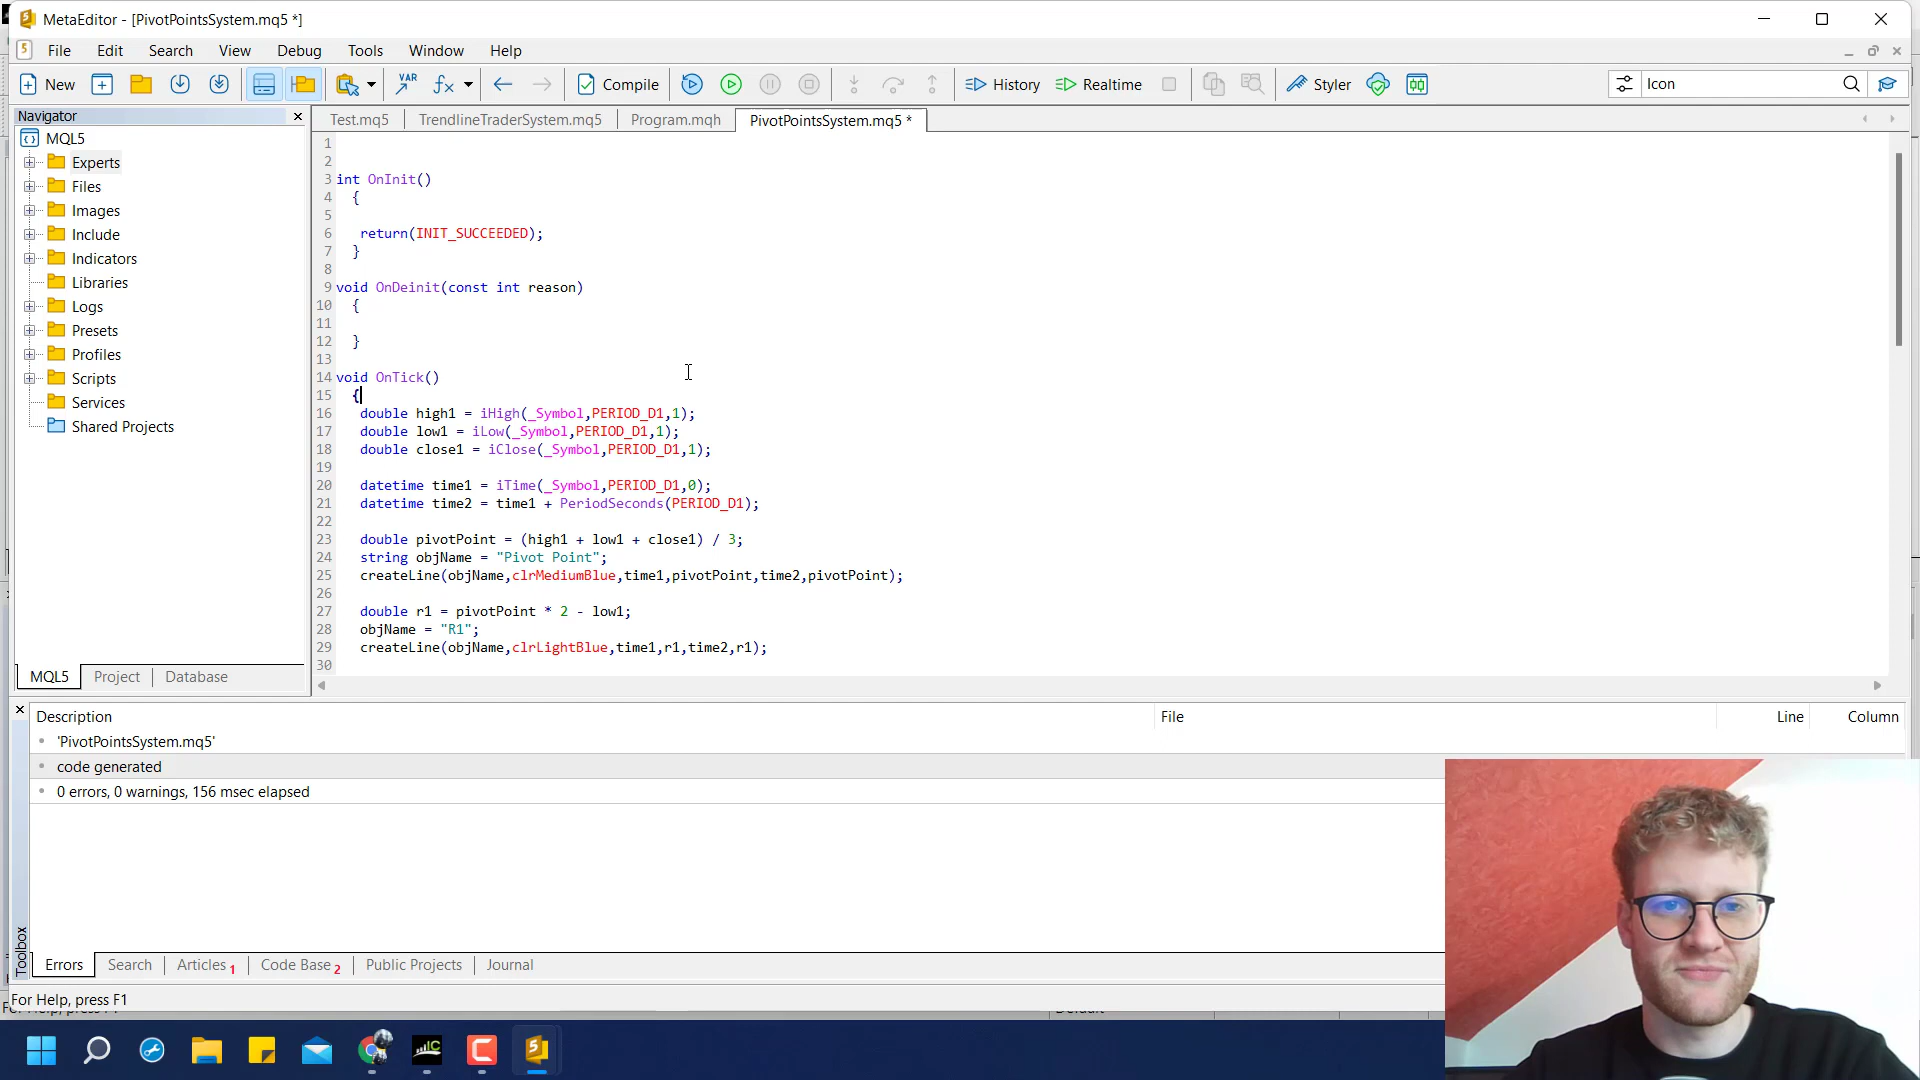 MetaEditor - [PivotPointsSystem.mq5 *]
File Edit Search View Debug Tools Window Help
New VAR fx Compile History Realtime Styler Icon
Navigator
MQL5
Experts
Files
Images
Include
Indicators
Libraries
Logs
Presets
Profiles
Scripts
Services
Shared Projects
MQL5 Project Database
Test.mq5 TrendlineTraderSystem.mq5 Program.mqh PivotPointsSystem.mq5 *
1
2
3 int OnInit()
4 {
5
6 return(INIT_SUCCEEDED);
7 }
8
9 void OnDeinit(const int reason)
10 {
11
12 }
13
14 void OnTick()
15 {
16 double high1 = iHigh(_Symbol,PERIOD_D1,1);
17 double low1 = iLow(_Symbol,PERIOD_D1,1);
18 double close1 = iClose(_Symbol,PERIOD_D1,1);
19
20 datetime time1 = iTime(_Symbol,PERIOD_D1,0);
21 datetime time2 = time1 + PeriodSeconds(PERIOD_D1);
22
23 double pivotPoint = (high1 + low1 + close1) / 3;
24 string objName = "Pivot Point";
25 createLine(objName,clrMediumBlue,time1,pivotPoint,time2,pivotPoint);
26
27 double r1 = pivotPoint * 2 - low1;
28 objName = "R1";
29 createLine(objName,clrLightBlue,time1,r1,time2,r1);
30
Description File Line Column
'PivotPointsSystem.mq5'
code generated
0 errors, 0 warnings, 156 msec elapsed
Toolbox
Errors Search Articles 1 Code Base 2 Public Projects Journal
For Help, press F1